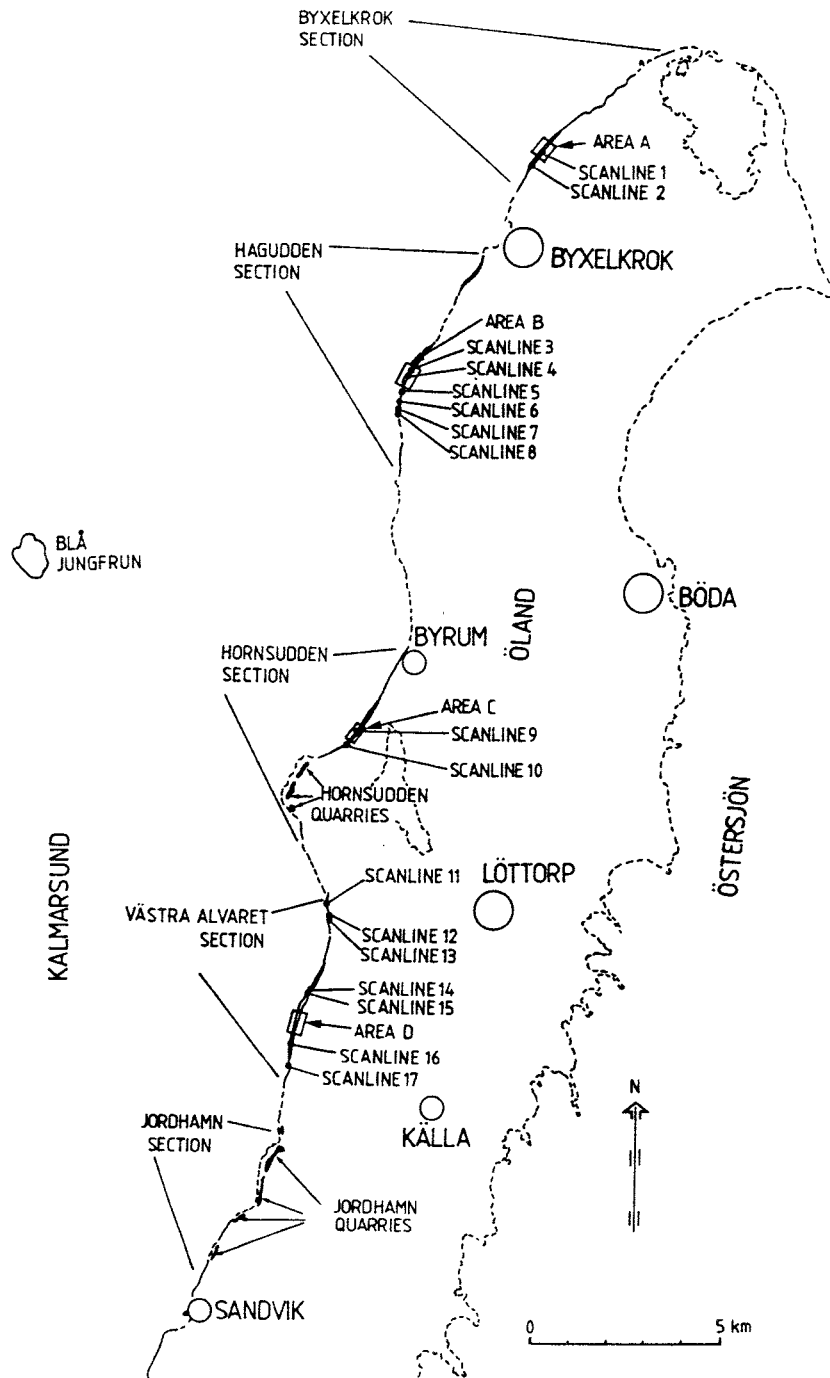 BYXELKROK
SECTION
AREA A
SCANLINE 1
SCANLINE 2
HAGUDDEN
SECTION
BYXELKROK
AREA B
SCANLINE 3
SCANLINE 4
SCANLINE 5
SCANLINE 6
SCANLINE 7
SCANLINE 8
BLÅ
JUNGFRUN
BÖDA
ÖLAND
BYRUM
HORNSUDDEN
SECTION
AREA C
SCANLINE 9
SCANLINE 10
HORNSUDDEN
QUARRIES
ÖSTERSJÖN
KALMARSUND
LÖTTORP
SCANLINE 11
VÄSTRA ALVARET
SECTION
SCANLINE 12
SCANLINE 13
SCANLINE 14
SCANLINE 15
AREA D
SCANLINE 16
SCANLINE 17
N
KÄLLA
JORDHAMN
SECTION
JORDHAMN
QUARRIES
SANDVIK
0 5 km